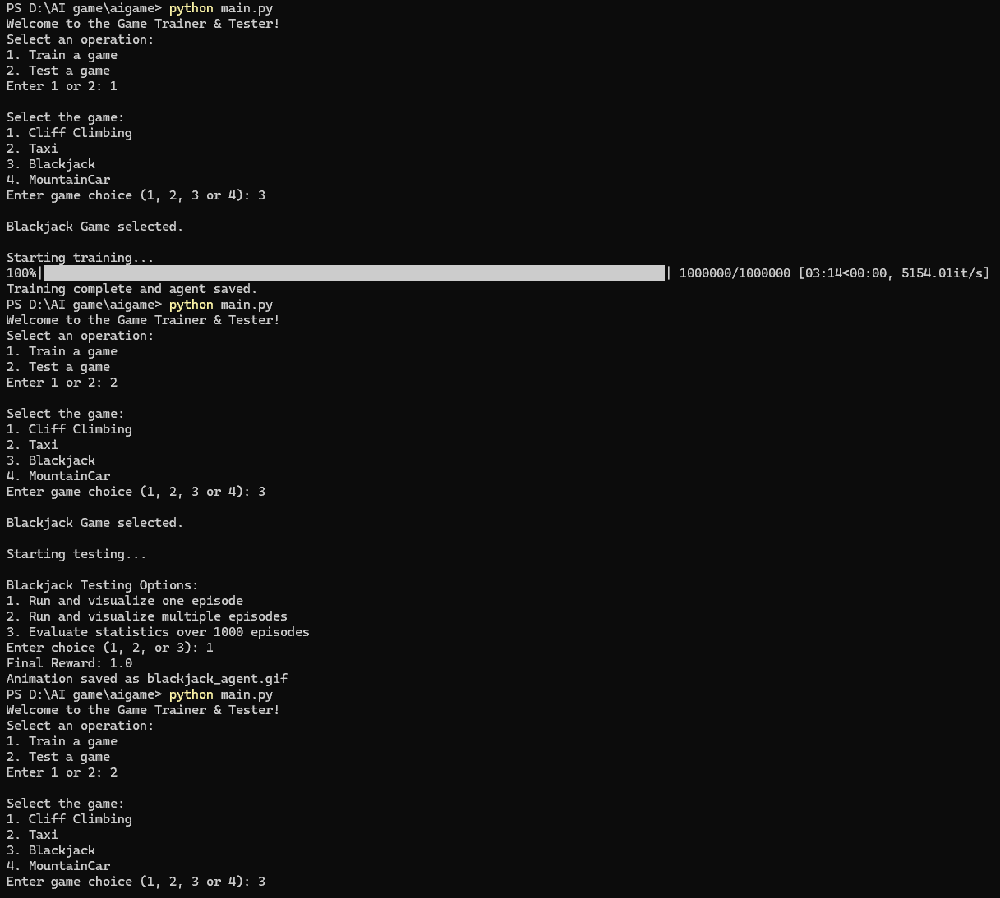 PS D:\AI game\aigame> python main.py
Welcome to the Game Trainer & Tester!
Select an operation:
1. Train a game
2. Test a game
Enter 1 or 2: 1
Select the game:
1. Cliff Climbing
2. Taxi
3. Blackjack
4. MountainCar
Enter game choice (1, 2, 3 or 4): 3
Blackjack Game selected.
Starting training...
100%| | 1000000/1000000 [03:14<00:00, 5154.01it/s]
Training complete and agent saved.
PS D:\AI game\aigame> python main.py
Welcome to the Game Trainer & Tester!
Select an operation:
1. Train a game
2. Test a game
Enter 1 or 2: 2
Select the game:
1. Cliff Climbing
2. Taxi
3. Blackjack
4. MountainCar
Enter game choice (1, 2, 3 or 4): 3
Blackjack Game selected.
Starting testing...
Blackjack Testing Options:
1. Run and visualize one episode
2. Run and visualize multiple episodes
3. Evaluate statistics over 1000 episodes
Enter choice (1, 2, or 3): 1
Final Reward: 1.0
Animation saved as blackjack_agent.gif
PS D:\AI game\aigame> python main.py
Welcome to the Game Trainer & Tester!
Select an operation:
1. Train a game
2. Test a game
Enter 1 or 2: 2
Select the game:
1. Cliff Climbing
2. Taxi
3. Blackjack
4. MountainCar
Enter game choice (1, 2, 3 or 4): 3